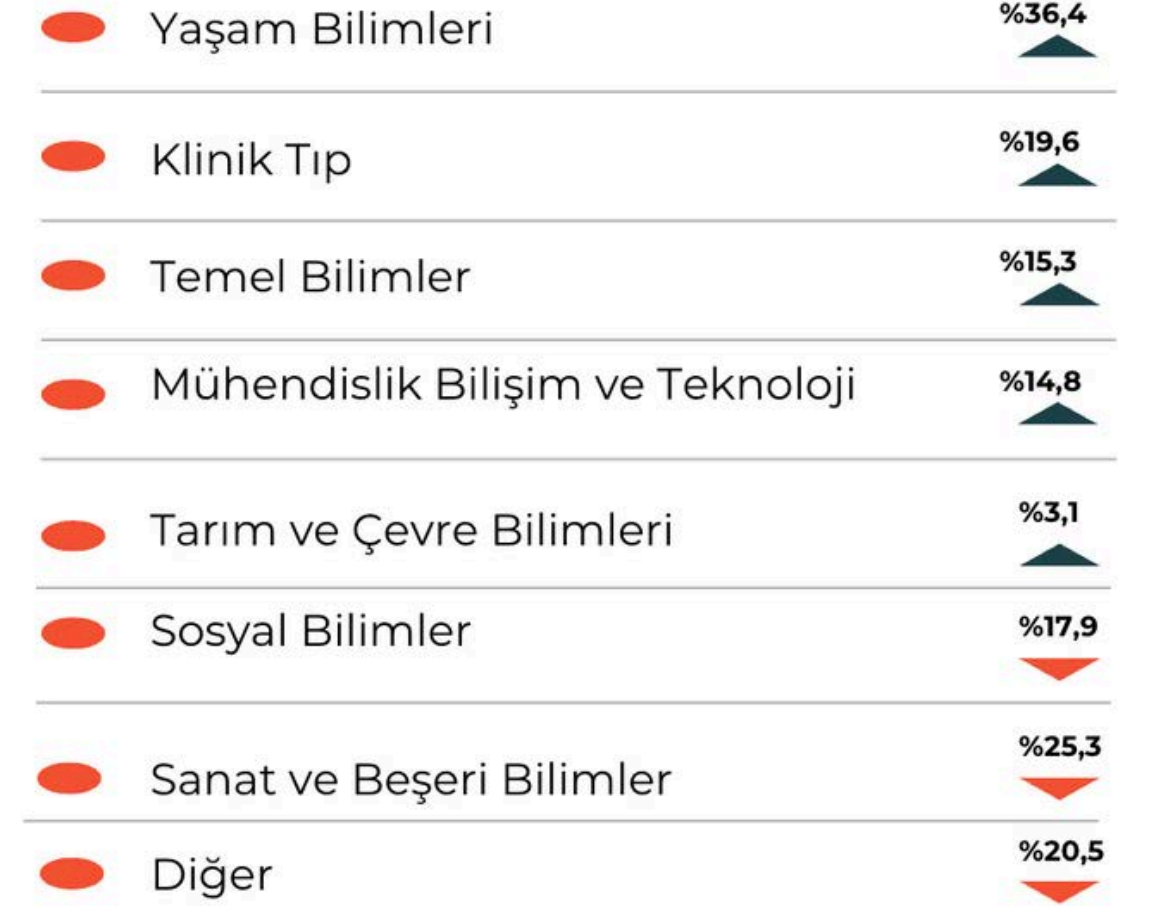 Yaşam Bilimleri %36,4
Klinik Tıp %19,6
Temel Bilimler %15,3
Mühendislik Bilişim ve Teknoloji %14,8
Tarım ve Çevre Bilimleri %3,1
Sosyal Bilimler %17,9
Sanat ve Beşeri Bilimler %25,3
Diğer %20,5